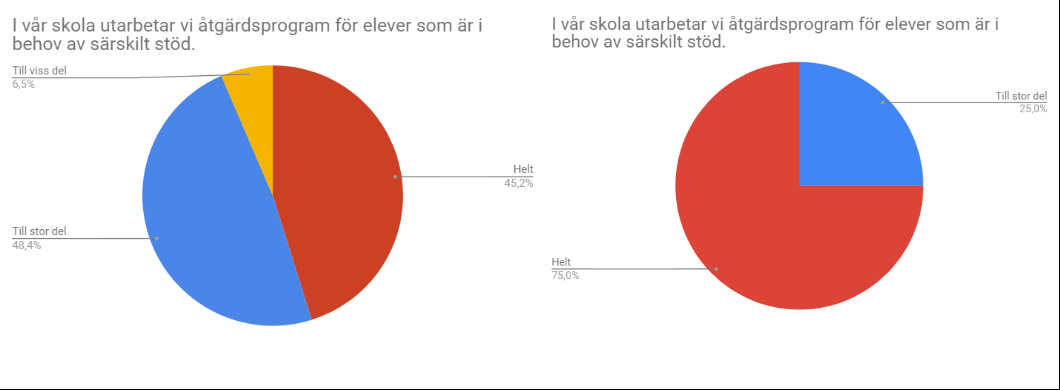 I vår skola utarbetar vi åtgärdsprogram för elever som är i
behov av särskilt stöd.
Till viss del
6,5%
Helt
45,2%
Till stor del
48,4%
I vår skola utarbetar vi åtgärdsprogram för elever som är i
behov av särskilt stöd.
Till stor del
25,0%
Helt
75,0%